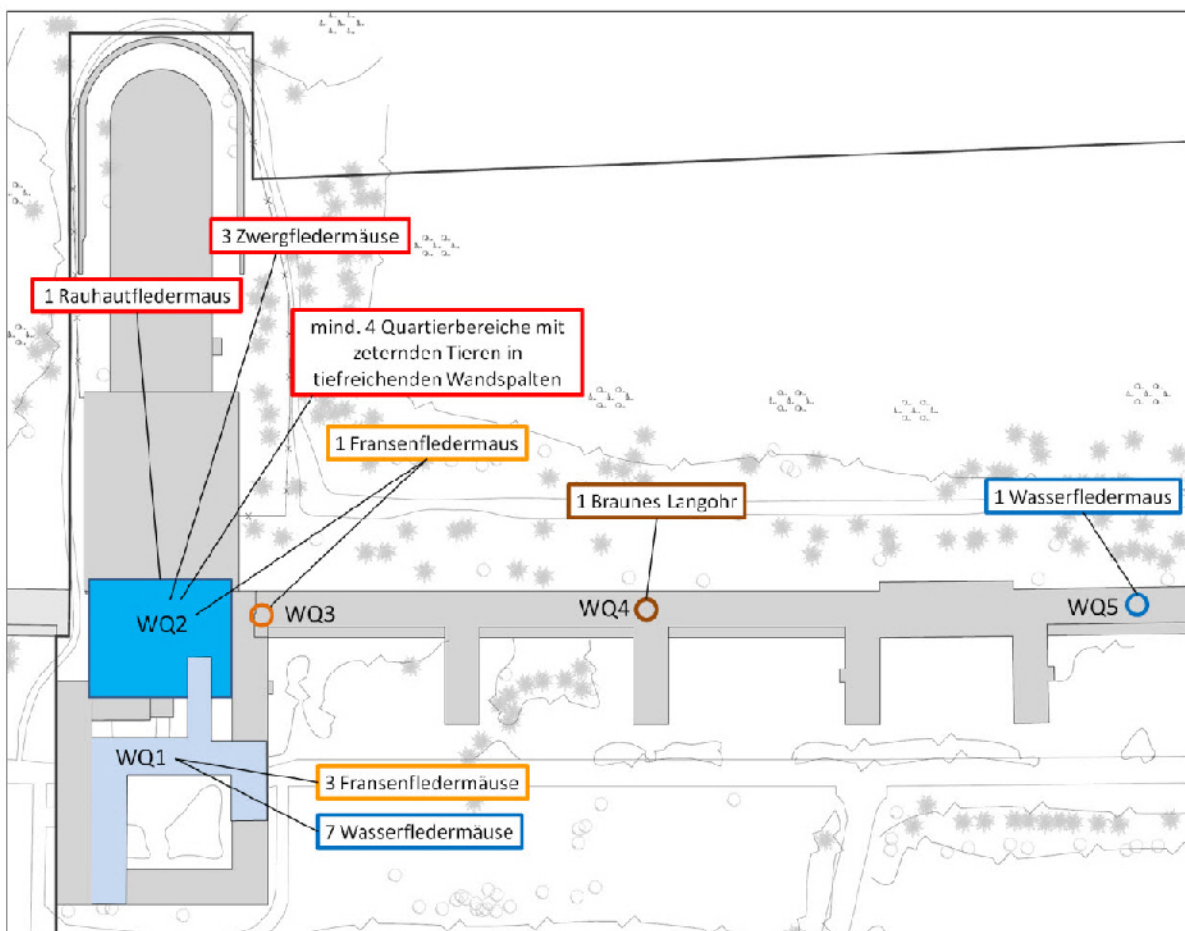 3 Zwergfledermäuse
1 Rauhautfledermaus
mind. 4 Quartierbereiche mit
zeternden Tieren in
tiefreichenden Wandspalten
1 Fransenfledermaus
1 Braunes Langohr
1 Wasserfledermaus
WQ2
WQ3
WQ4
WQ5
WQ1
3 Fransenfledermäuse
7 Wasserfledermäuse